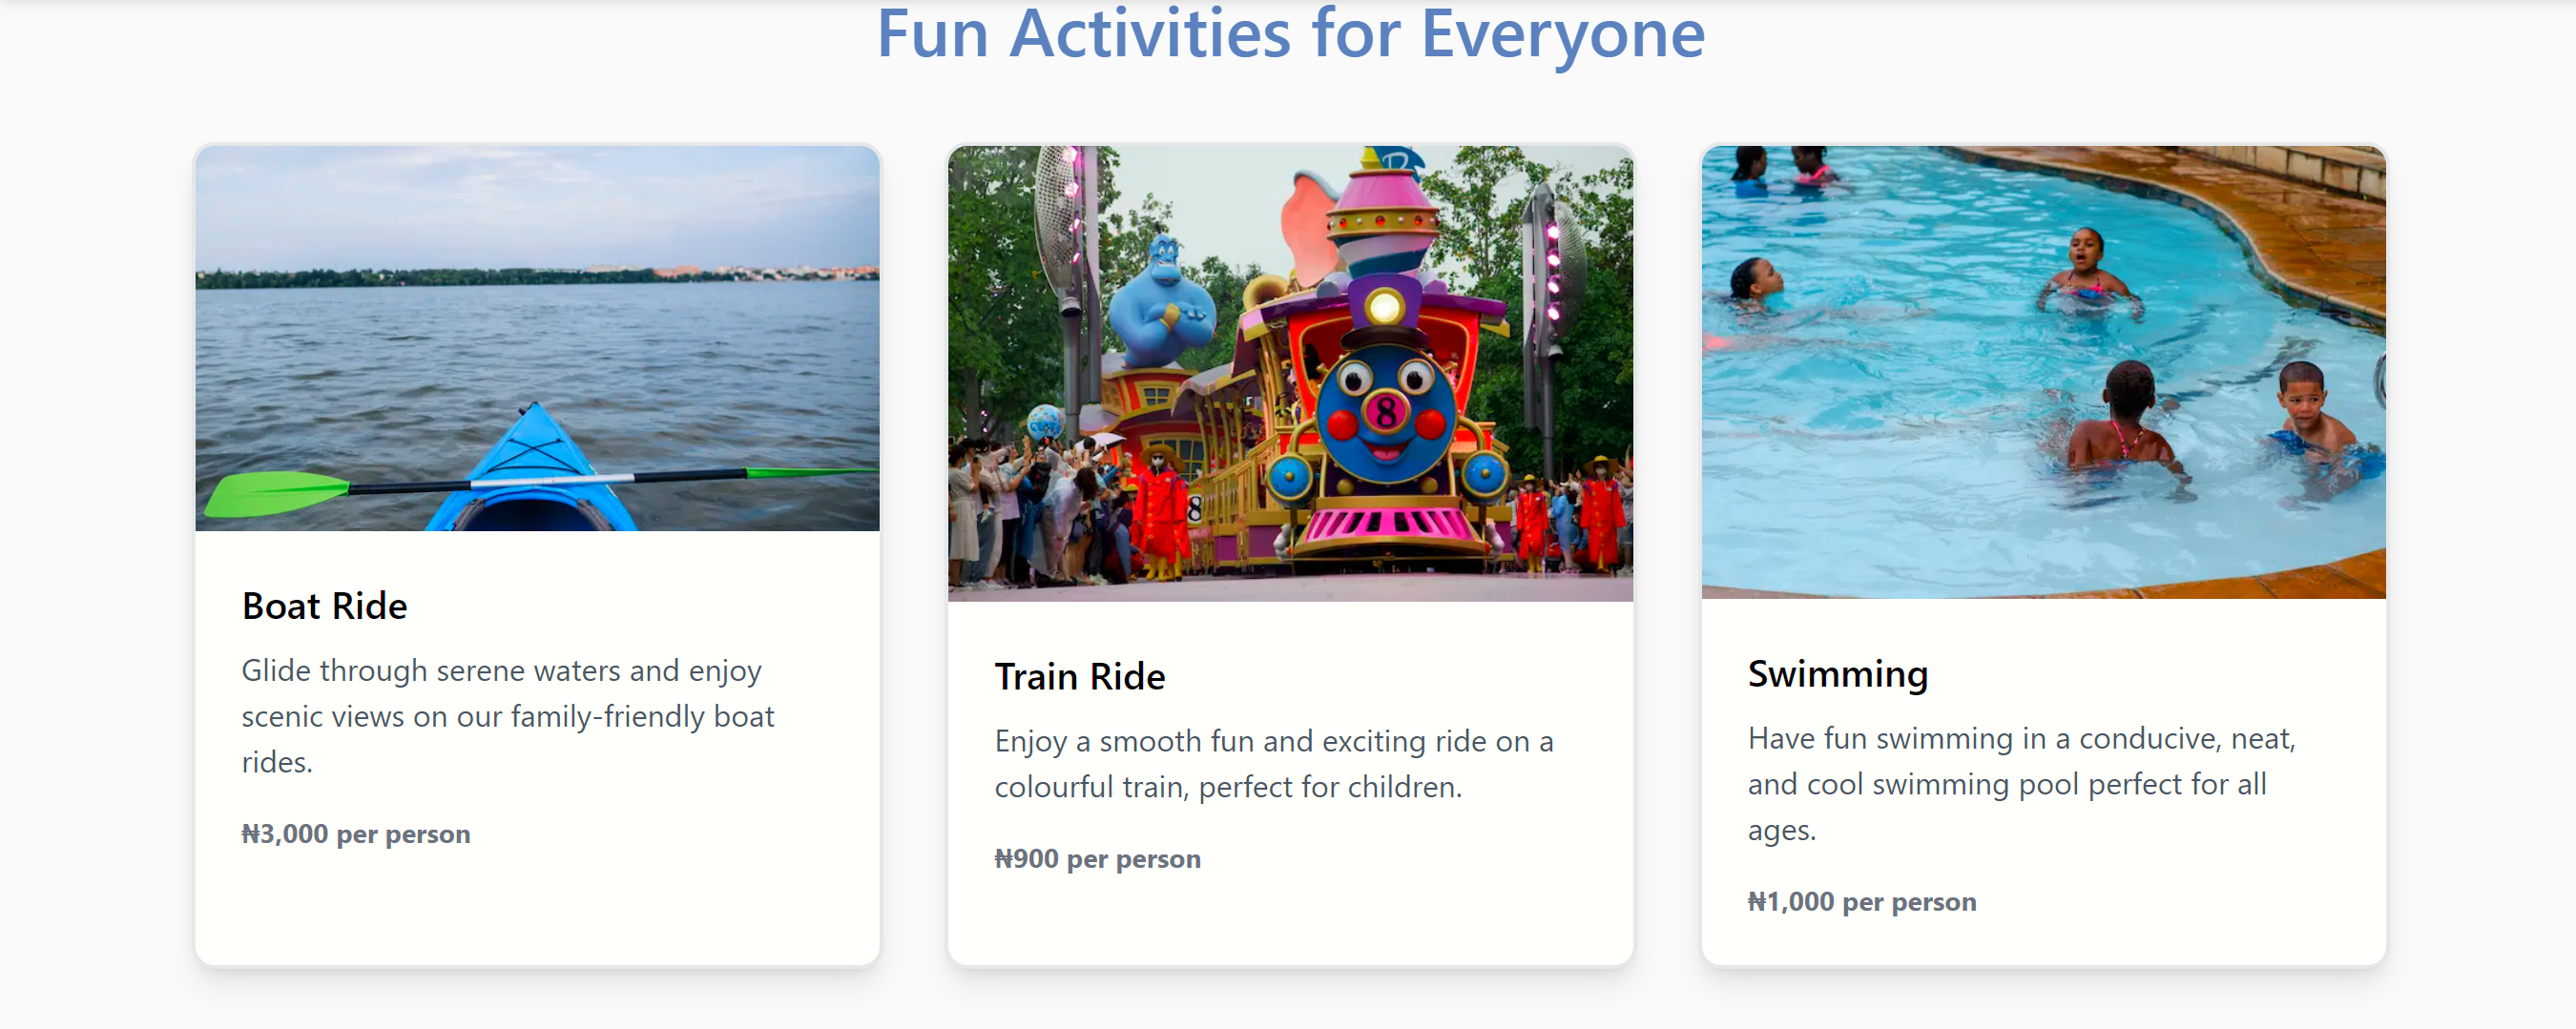 Fun Activities for Everyone
8
8
Boat Ride
Glide through serene waters and enjoy
scenic views on our family-friendly boat
rides.
₦3,000 per person
Train Ride
Enjoy a smooth fun and exciting ride on a
colourful train, perfect for children.
₦900 per person
Swimming
Have fun swimming in a conducive, neat,
and cool swimming pool perfect for all
ages.
₦1,000 per person